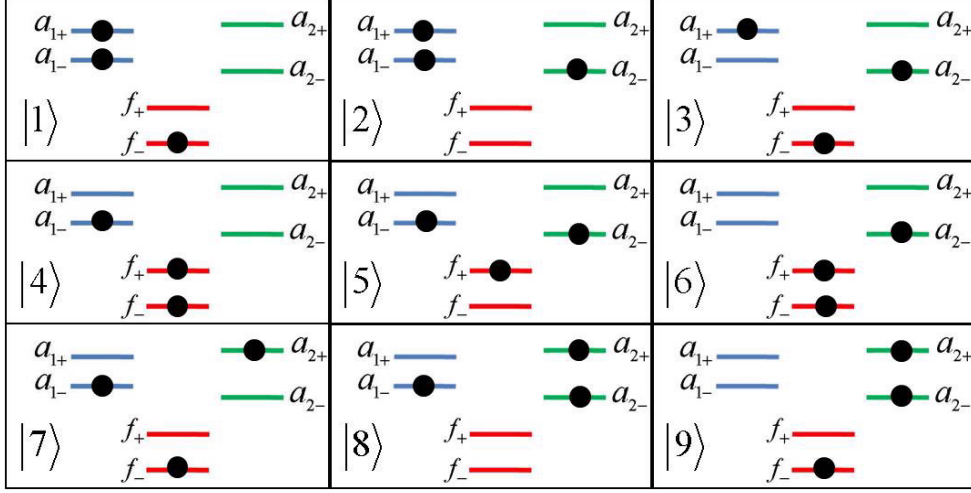 a₁₊ a₂₊ a₁₊ a₂₊ a₁₊ a₂₊
a₁₋ a₂₋ a₁₋ a₂₋ a₁₋ a₂₋
f₊ f₊ f₊
|1⟩ f₋ |2⟩ f₋ |3⟩ f₋
a₁₊ a₂₊ a₁₊ a₂₊ a₁₊ a₂₊
a₁₋ a₂₋ a₁₋ a₂₋ a₁₋ a₂₋
f₊ f₊ f₊
|4⟩ f₋ |5⟩ f₋ |6⟩ f₋
a₁₊ a₂₊ a₁₊ a₂₊ a₁₊ a₂₊
a₁₋ a₂₋ a₁₋ a₂₋ a₁₋ a₂₋
f₊ f₊ f₊
|7⟩ f₋ |8⟩ f₋ |9⟩ f₋